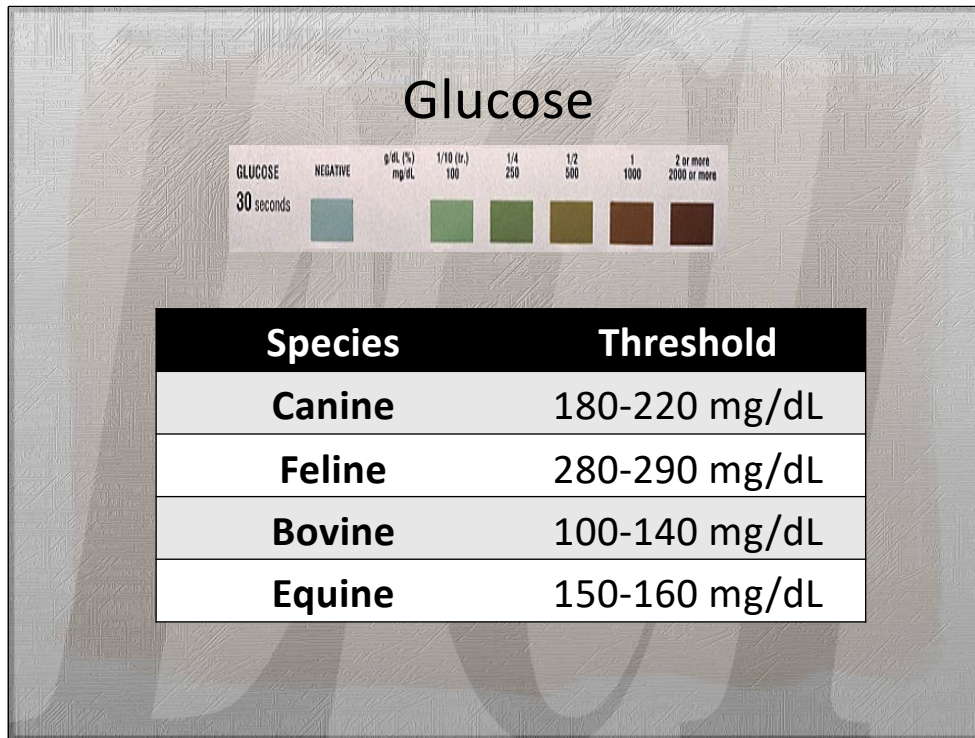 Glucose
GLUCOSE NEGATIVE g/dL (%) 1/10 (tr.) 1/4 1/2 1 2 or more
mg/dL 100 250 500 1000 2000 or more
30 seconds
Species Threshold
Canine 180-220 mg/dL
Feline 280-290 mg/dL
Bovine 100-140 mg/dL
Equine 150-160 mg/dL